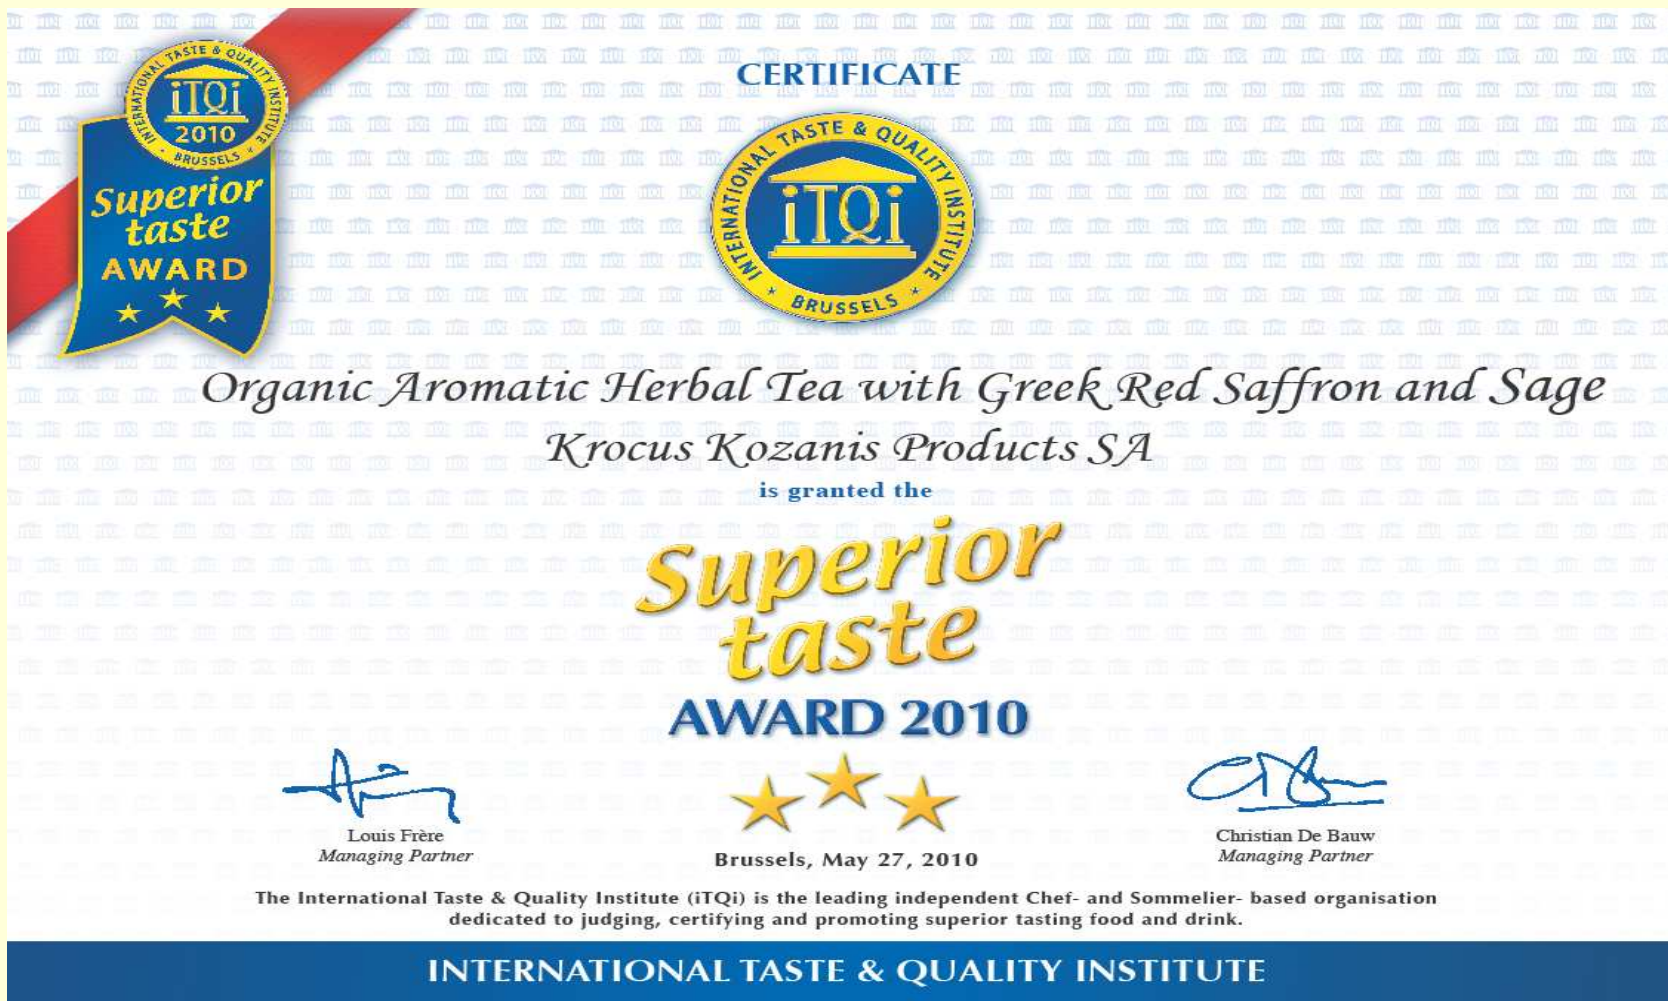 INTERNATIONAL TASTE & QUALITY INSTITUTE
iTQi
2010
BRUSSELS
Superior
taste
AWARD
CERTIFICATE
INTERNATIONAL TASTE & QUALITY INSTITUTE
iTQi
BRUSSELS
Organic Aromatic Herbal Tea with Greek Red Saffron and Sage
Krocus Kozanis Products SA
is granted the
Superior
taste
AWARD 2010
Louis Frère
Managing Partner
Brussels, May 27, 2010
Christian De Bauw
Managing Partner
The International Taste & Quality Institute (iTQi) is the leading independent Chef- and Sommelier- based organisation
dedicated to judging, certifying and promoting superior tasting food and drink.
INTERNATIONAL TASTE & QUALITY INSTITUTE